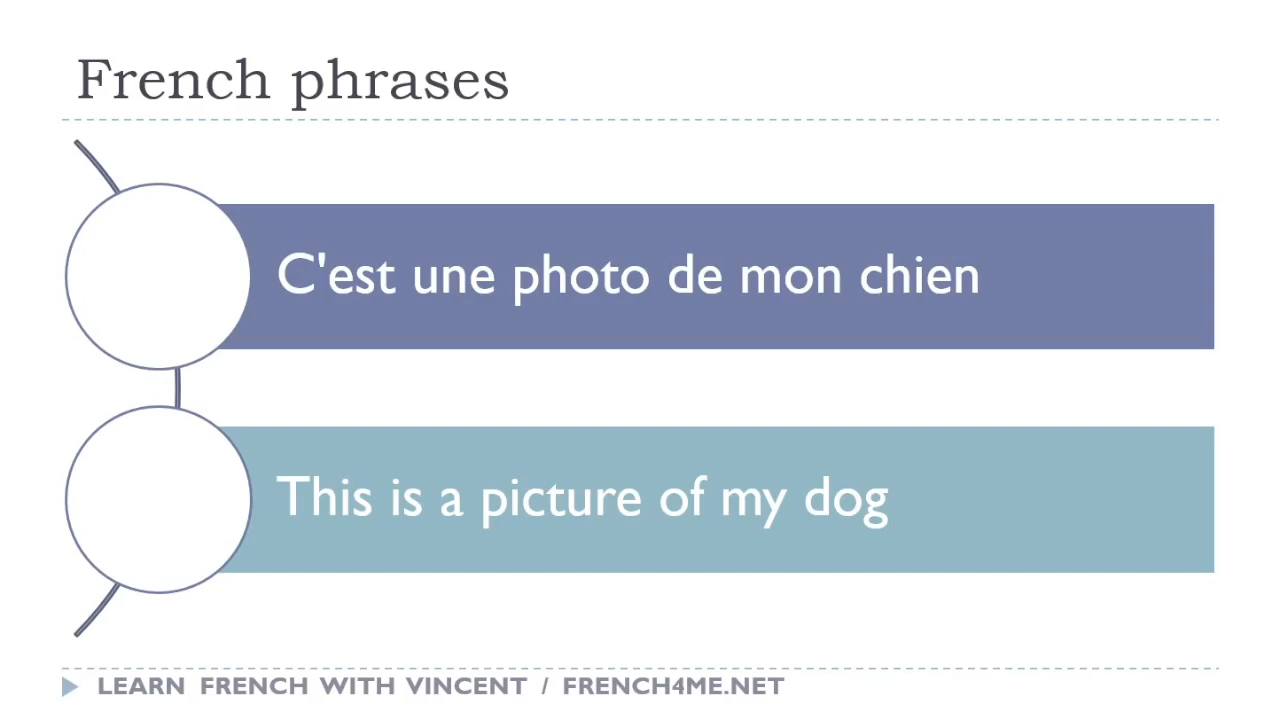 French phrases
C'est une photo de mon chien
This is a picture of my dog
LEARN FRENCH WITH VINCENT / FRENCH4ME.NET